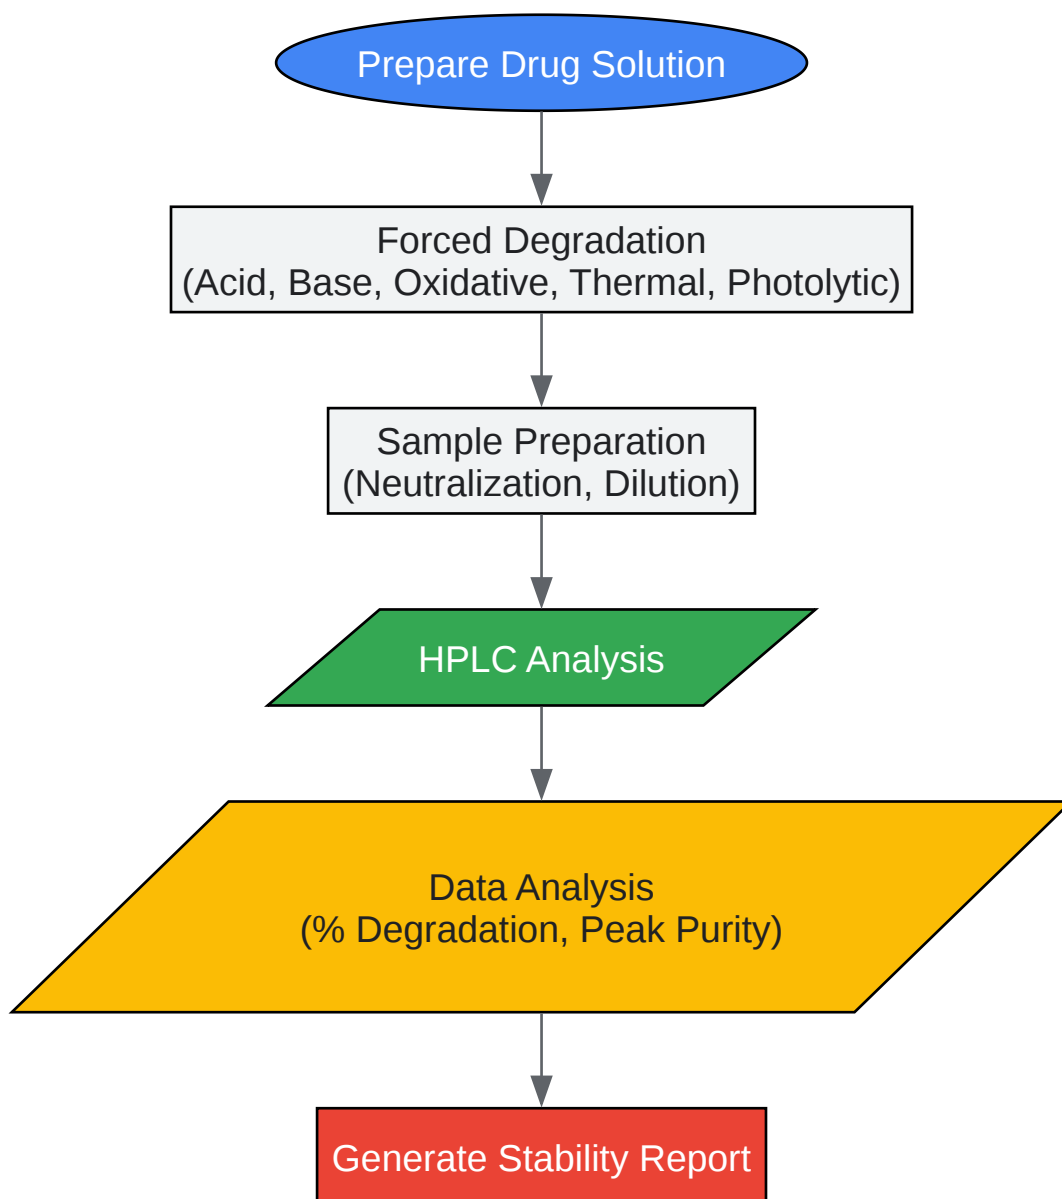 Prepare Drug Solution
Forced Degradation
(Acid, Base, Oxidative, Thermal, Photolytic)
Sample Preparation
(Neutralization, Dilution)
HPLC Analysis
Data Analysis
(% Degradation, Peak Purity)
Generate Stability Report